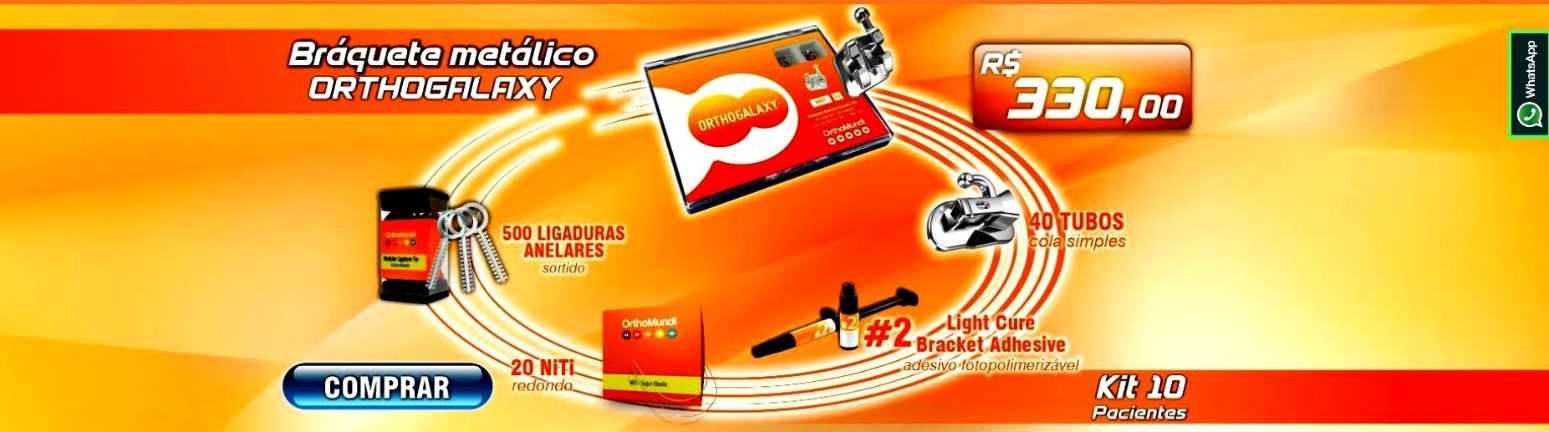 Bráquete metálico
ORTHOGALAXY
R$
330,00
WhatsApp
ORTHOGALAXY
OrthoMundi
500 LIGADURAS
ANELARES
sortido
OrthoMundi
40 TUBOS
cola simples
#2
Light Cure
Bracket Adhesive
adesivo fotopolimerizável
20 NiTi
redondo
OrthoMundi
COMPRAR
Kit 10
Pacientes